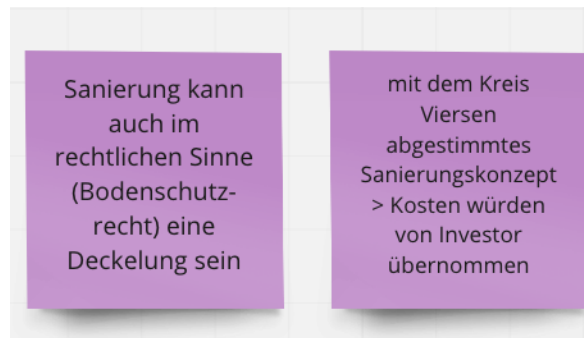 Sanierung kann
auch im
rechtlichen Sinne
(Bodenschutz-
recht) eine
Deckelung sein
mit dem Kreis
Viersen
abgestimmtes
Sanierungskonzept
> Kosten würden
von Investor
übernommen